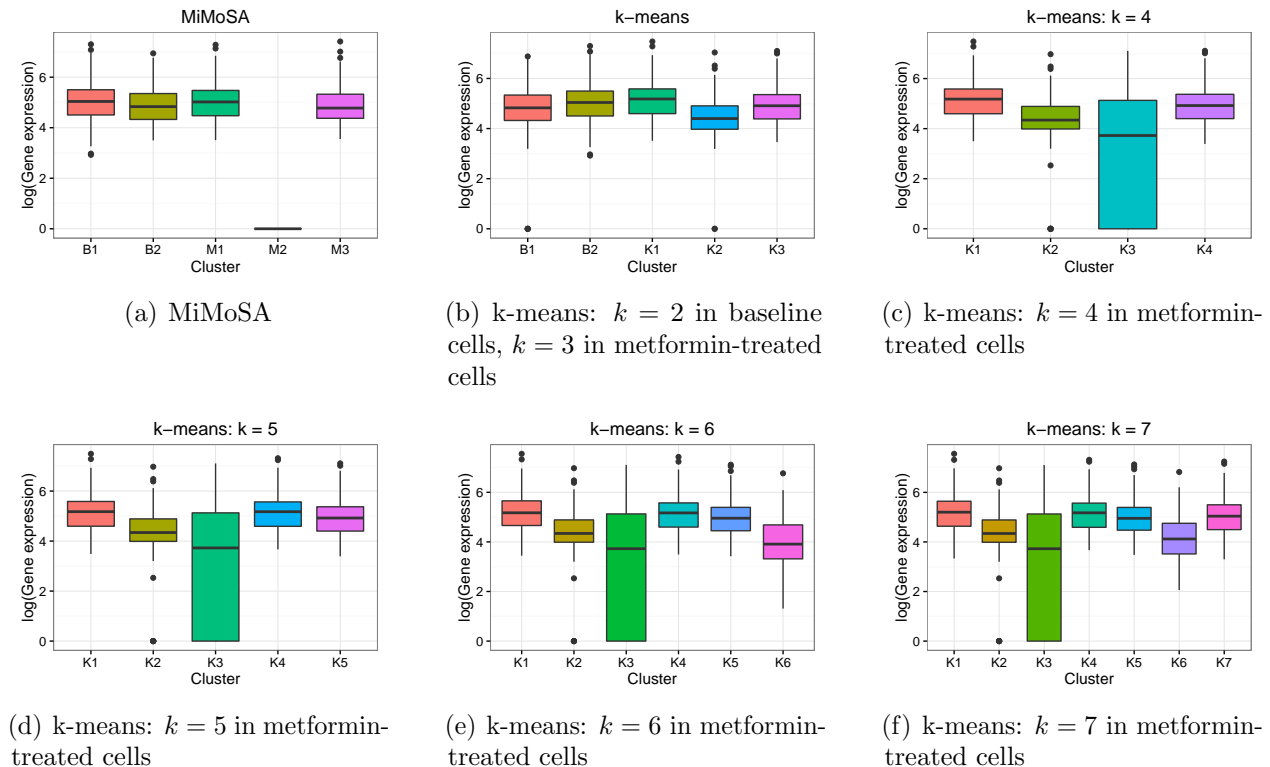 MiMoSA
log(Gene expression)
6
4
2
0
B1 B2 M1 M2 M3
Cluster
(a) MiMoSA
k−means
log(Gene expression)
6
4
2
0
B1 B2 K1 K2 K3
Cluster
(b) k-means: k = 2 in baseline
cells, k = 3 in metformin-treated
cells
k−means: k = 4
log(Gene expression)
6
4
2
0
K1 K2 K3 K4
Cluster
(c) k-means: k = 4 in metformin-
treated cells
k−means: k = 5
log(Gene expression)
6
4
2
0
K1 K2 K3 K4 K5
Cluster
(d) k-means: k = 5 in metformin-
treated cells
k−means: k = 6
log(Gene expression)
6
4
2
0
K1 K2 K3 K4 K5 K6
Cluster
(e) k-means: k = 6 in metformin-
treated cells
k−means: k = 7
log(Gene expression)
6
4
2
0
K1 K2 K3 K4 K5 K6 K7
Cluster
(f) k-means: k = 7 in metformin-
treated cells